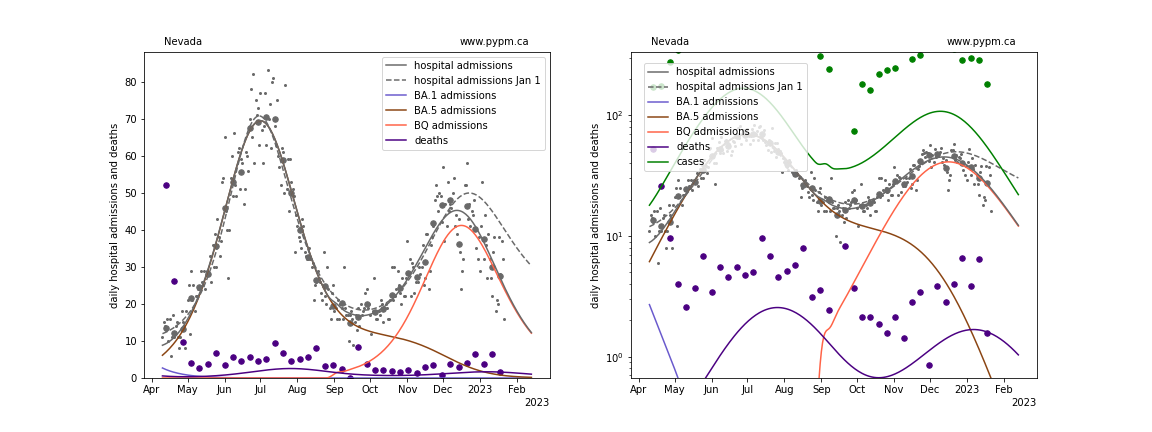 Nevada www.pypm.ca
hospital admissions
hospital admissions Jan 1
BA.1 admissions
BA.5 admissions
BQ admissions
deaths
daily hospital admissions and deaths
80
70
60
50
40
30
20
10
0
Apr May Jun Jul Aug Sep Oct Nov Dec 2023 Feb
2023
Nevada www.pypm.ca
hospital admissions
hospital admissions Jan 1
BA.1 admissions
BA.5 admissions
BQ admissions
deaths
cases
daily hospital admissions and deaths
10²
10¹
10⁰
Apr May Jun Jul Aug Sep Oct Nov Dec 2023 Feb
2023